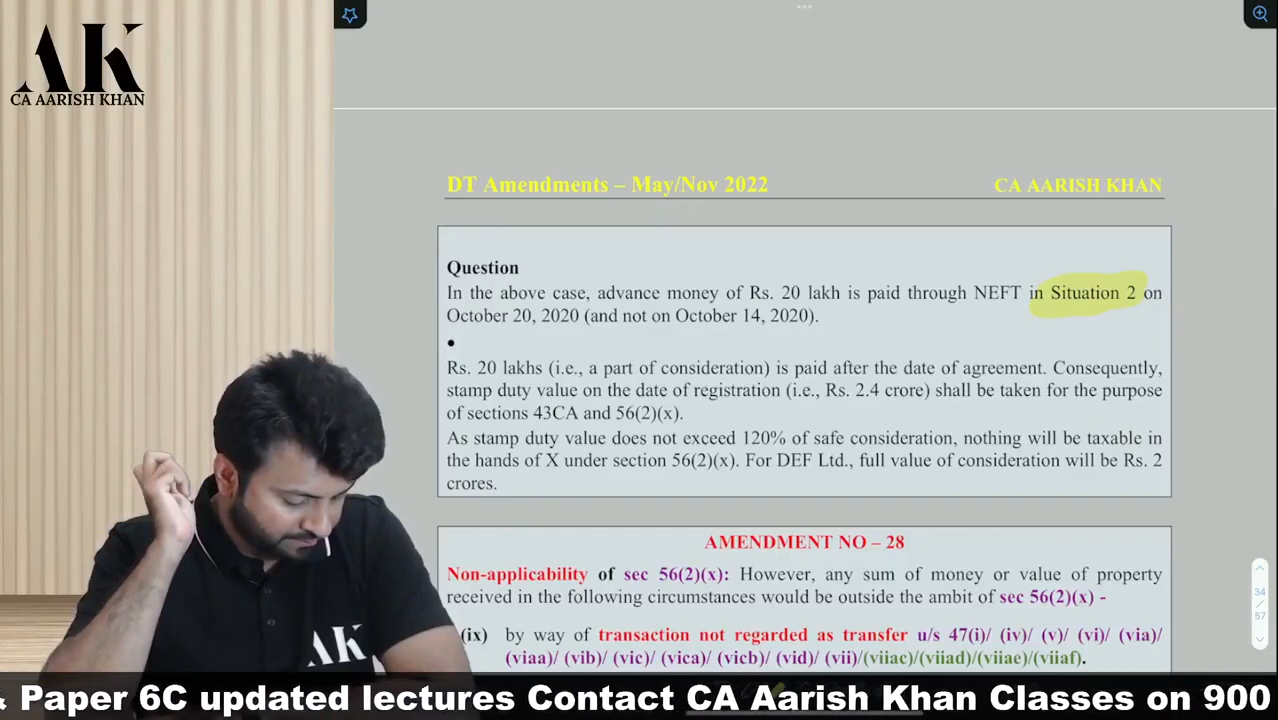 AK
CA AARISH KHAN
DT Amendments – May/Nov 2022
CA AARISH KHAN
Question
In the above case, advance money of Rs. 20 lakh is paid through NEFT in Situation 2 on
October 20, 2020 (and not on October 14, 2020).
Rs. 20 lakhs (i.e., a part of consideration) is paid after the date of agreement. Consequently,
stamp duty value on the date of registration (i.e., Rs. 2.4 crore) shall be taken for the purpose
of sections 43CA and 56(2)(x).
As stamp duty value does not exceed 120% of safe consideration, nothing will be taxable in
the hands of X under section 56(2)(x). For DEF Ltd., full value of consideration will be Rs. 2
crores.
AMENDMENT NO – 28
Non-applicability of sec 56(2)(x): However, any sum of money or value of property
received in the following circumstances would be outside the ambit of sec 56(2)(x) -
(ix) by way of transaction not regarded as transfer u/s 47(i)/ (iv)/ (v)/ (vi)/ (via)/
(viaa)/ (vib)/ (vic)/ (vica)/ (vicb)/ (vid)/ (vii)/(viiac)/(viiad)/(viiae)/(viiaf).
34
/
57
AK
CA AARISH KHAN
& Paper 6C updated lectures Contact CA Aarish Khan Classes on 900